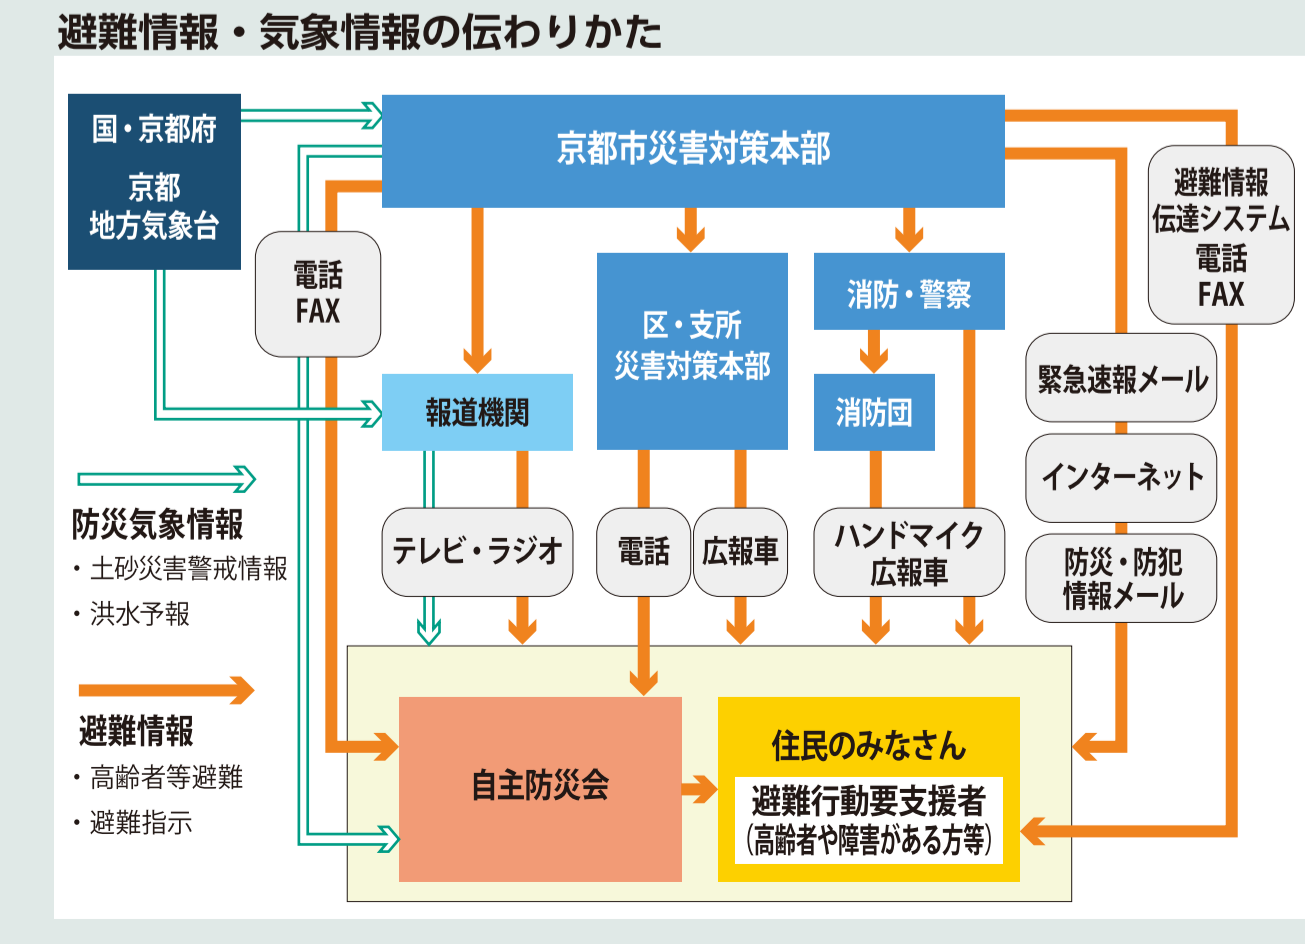 避難情報・気象情報の伝わりかた
国・京都府
京都
地方気象台
京都市災害対策本部
電話
FAX
避難情報
伝達システム
電話
FAX
区・支所
災害対策本部
消防・警察
消防団
報道機関
緊急速報メール
インターネット
防災・防犯
情報メール
防災気象情報
・土砂災害警戒情報
・洪水予報
テレビ・ラジオ
電話
広報車
ハンドマイク
広報車
避難情報
・高齢者等避難
・避難指示
自主防災会
住民のみなさん
避難行動要支援者
(高齢者や障害がある方等)